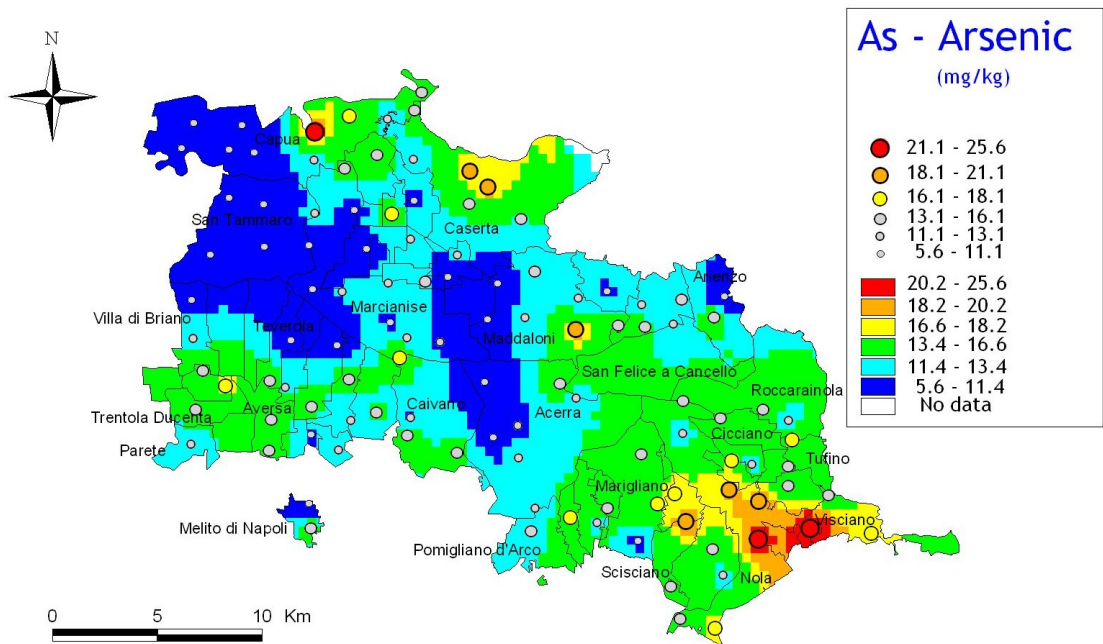 N
As - Arsenic
(mg/kg)
21.1 - 25.6
18.1 - 21.1
16.1 - 18.1
13.1 - 16.1
11.1 - 13.1
5.6 - 11.1
20.2 - 25.6
18.2 - 20.2
16.6 - 18.2
13.4 - 16.6
11.4 - 13.4
5.6 - 11.4
No data
Capua
San Tammaro
Caserta
Arienzo
Marcianise
Villa di Briano
Teverola
Maddaloni
San Felice a Cancello
Roccarainola
Trentola Ducenta
Aversa
Caivano
Acerra
Cicciano
Parete
Tufino
Marigliano
Melito di Napoli
Visciano
Pomigliano d'Arco
Scisciano
Nola
0 5 10 Km